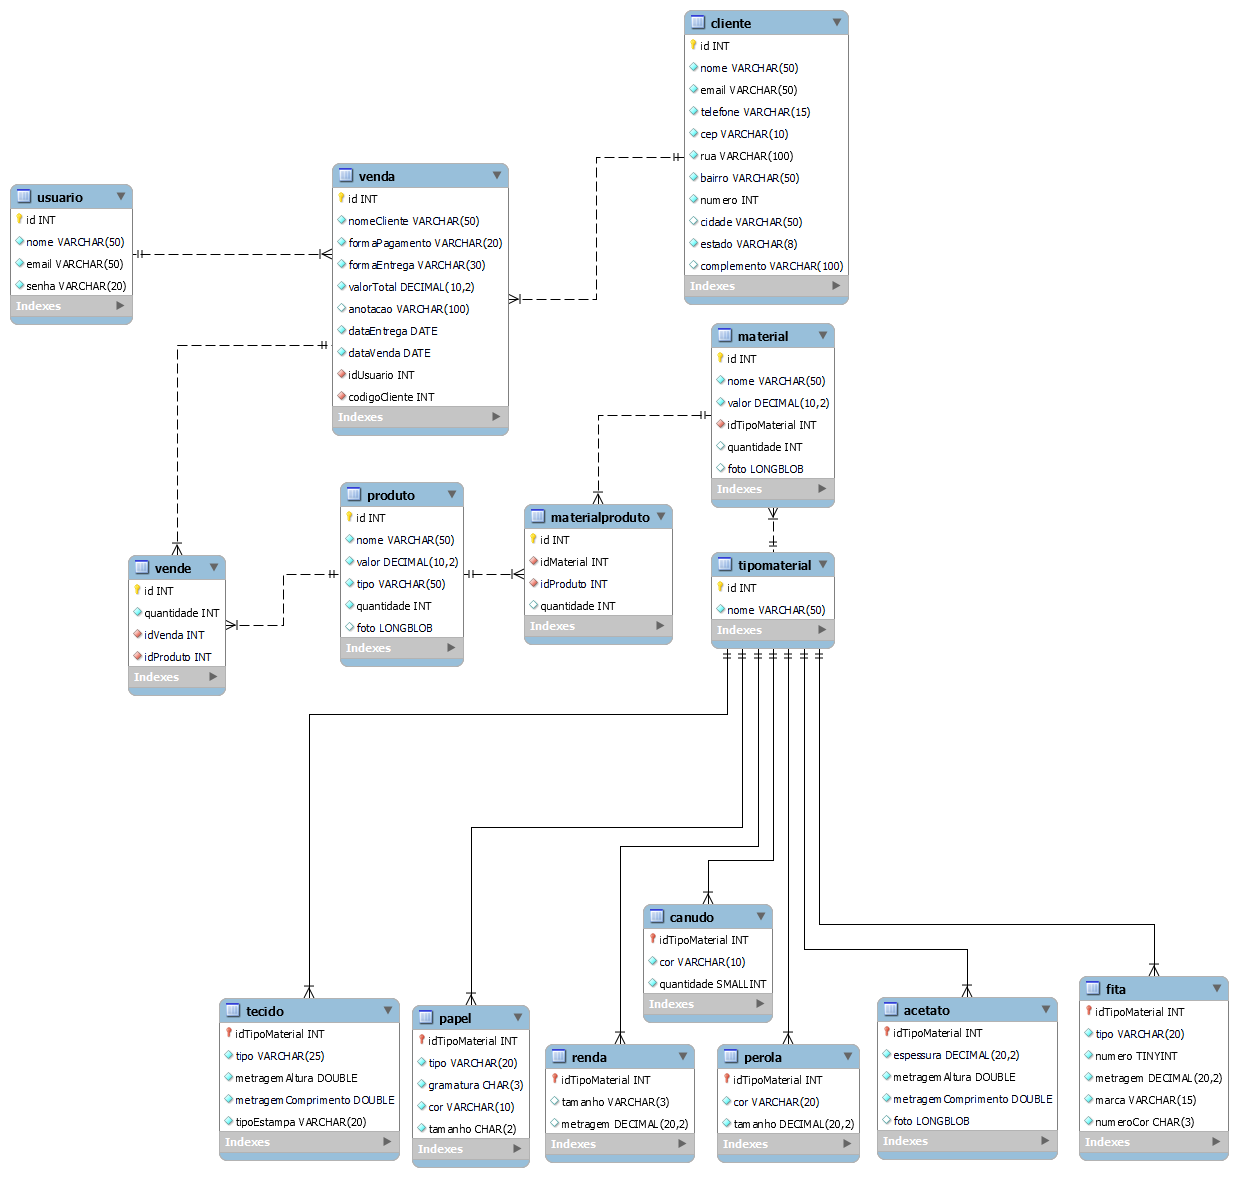 cliente
id INT
nome VARCHAR(50)
email VARCHAR(50)
telefone VARCHAR(15)
cep VARCHAR(10)
rua VARCHAR(100)
bairro VARCHAR(50)
numero INT
cidade VARCHAR(50)
estado VARCHAR(8)
complemento VARCHAR(100)
Indexes
usuario
id INT
nome VARCHAR(50)
email VARCHAR(50)
senha VARCHAR(20)
Indexes
venda
id INT
nomeCliente VARCHAR(50)
formaPagamento VARCHAR(20)
formaEntrega VARCHAR(30)
valorTotal DECIMAL(10,2)
anotacao VARCHAR(100)
dataEntrega DATE
dataVenda DATE
idUsuario INT
codigoCliente INT
Indexes
material
id INT
nome VARCHAR(50)
valor DECIMAL(10,2)
idTipoMaterial INT
quantidade INT
foto LONGBLOB
Indexes
vende
id INT
quantidade INT
idVenda INT
idProduto INT
Indexes
produto
id INT
nome VARCHAR(50)
valor DECIMAL(10,2)
tipo VARCHAR(50)
quantidade INT
foto LONGBLOB
Indexes
materialproduto
id INT
idMaterial INT
idProduto INT
quantidade INT
Indexes
tipomaterial
id INT
nome VARCHAR(50)
Indexes
tecido
idTipoMaterial INT
tipo VARCHAR(25)
metragemAltura DOUBLE
metragemComprimento DOUBLE
tipoEstampa VARCHAR(20)
Indexes
papel
idTipoMaterial INT
tipo VARCHAR(20)
gramatura CHAR(3)
cor VARCHAR(10)
tamanho CHAR(2)
Indexes
renda
idTipoMaterial INT
tamanho VARCHAR(3)
metragem DECIMAL(20,2)
Indexes
canudo
idTipoMaterial INT
cor VARCHAR(10)
quantidade SMALLINT
Indexes
perola
idTipoMaterial INT
cor VARCHAR(20)
tamanho DECIMAL(20,2)
Indexes
acetato
idTipoMaterial INT
espessura DECIMAL(20,2)
metragemAltura DOUBLE
metragemComprimento DOUBLE
foto LONGBLOB
Indexes
fita
idTipoMaterial INT
tipo VARCHAR(20)
numero TINYINT
metragem DECIMAL(20,2)
marca VARCHAR(15)
numeroCor CHAR(3)
Indexes